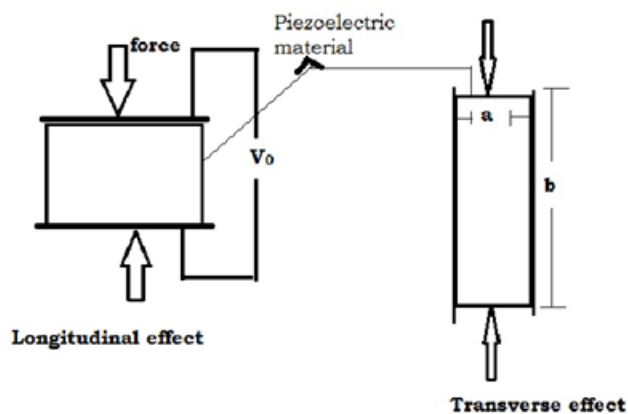 Piezoelectric
material
force
V0
a
b
Longitudinal effect
Transverse effect